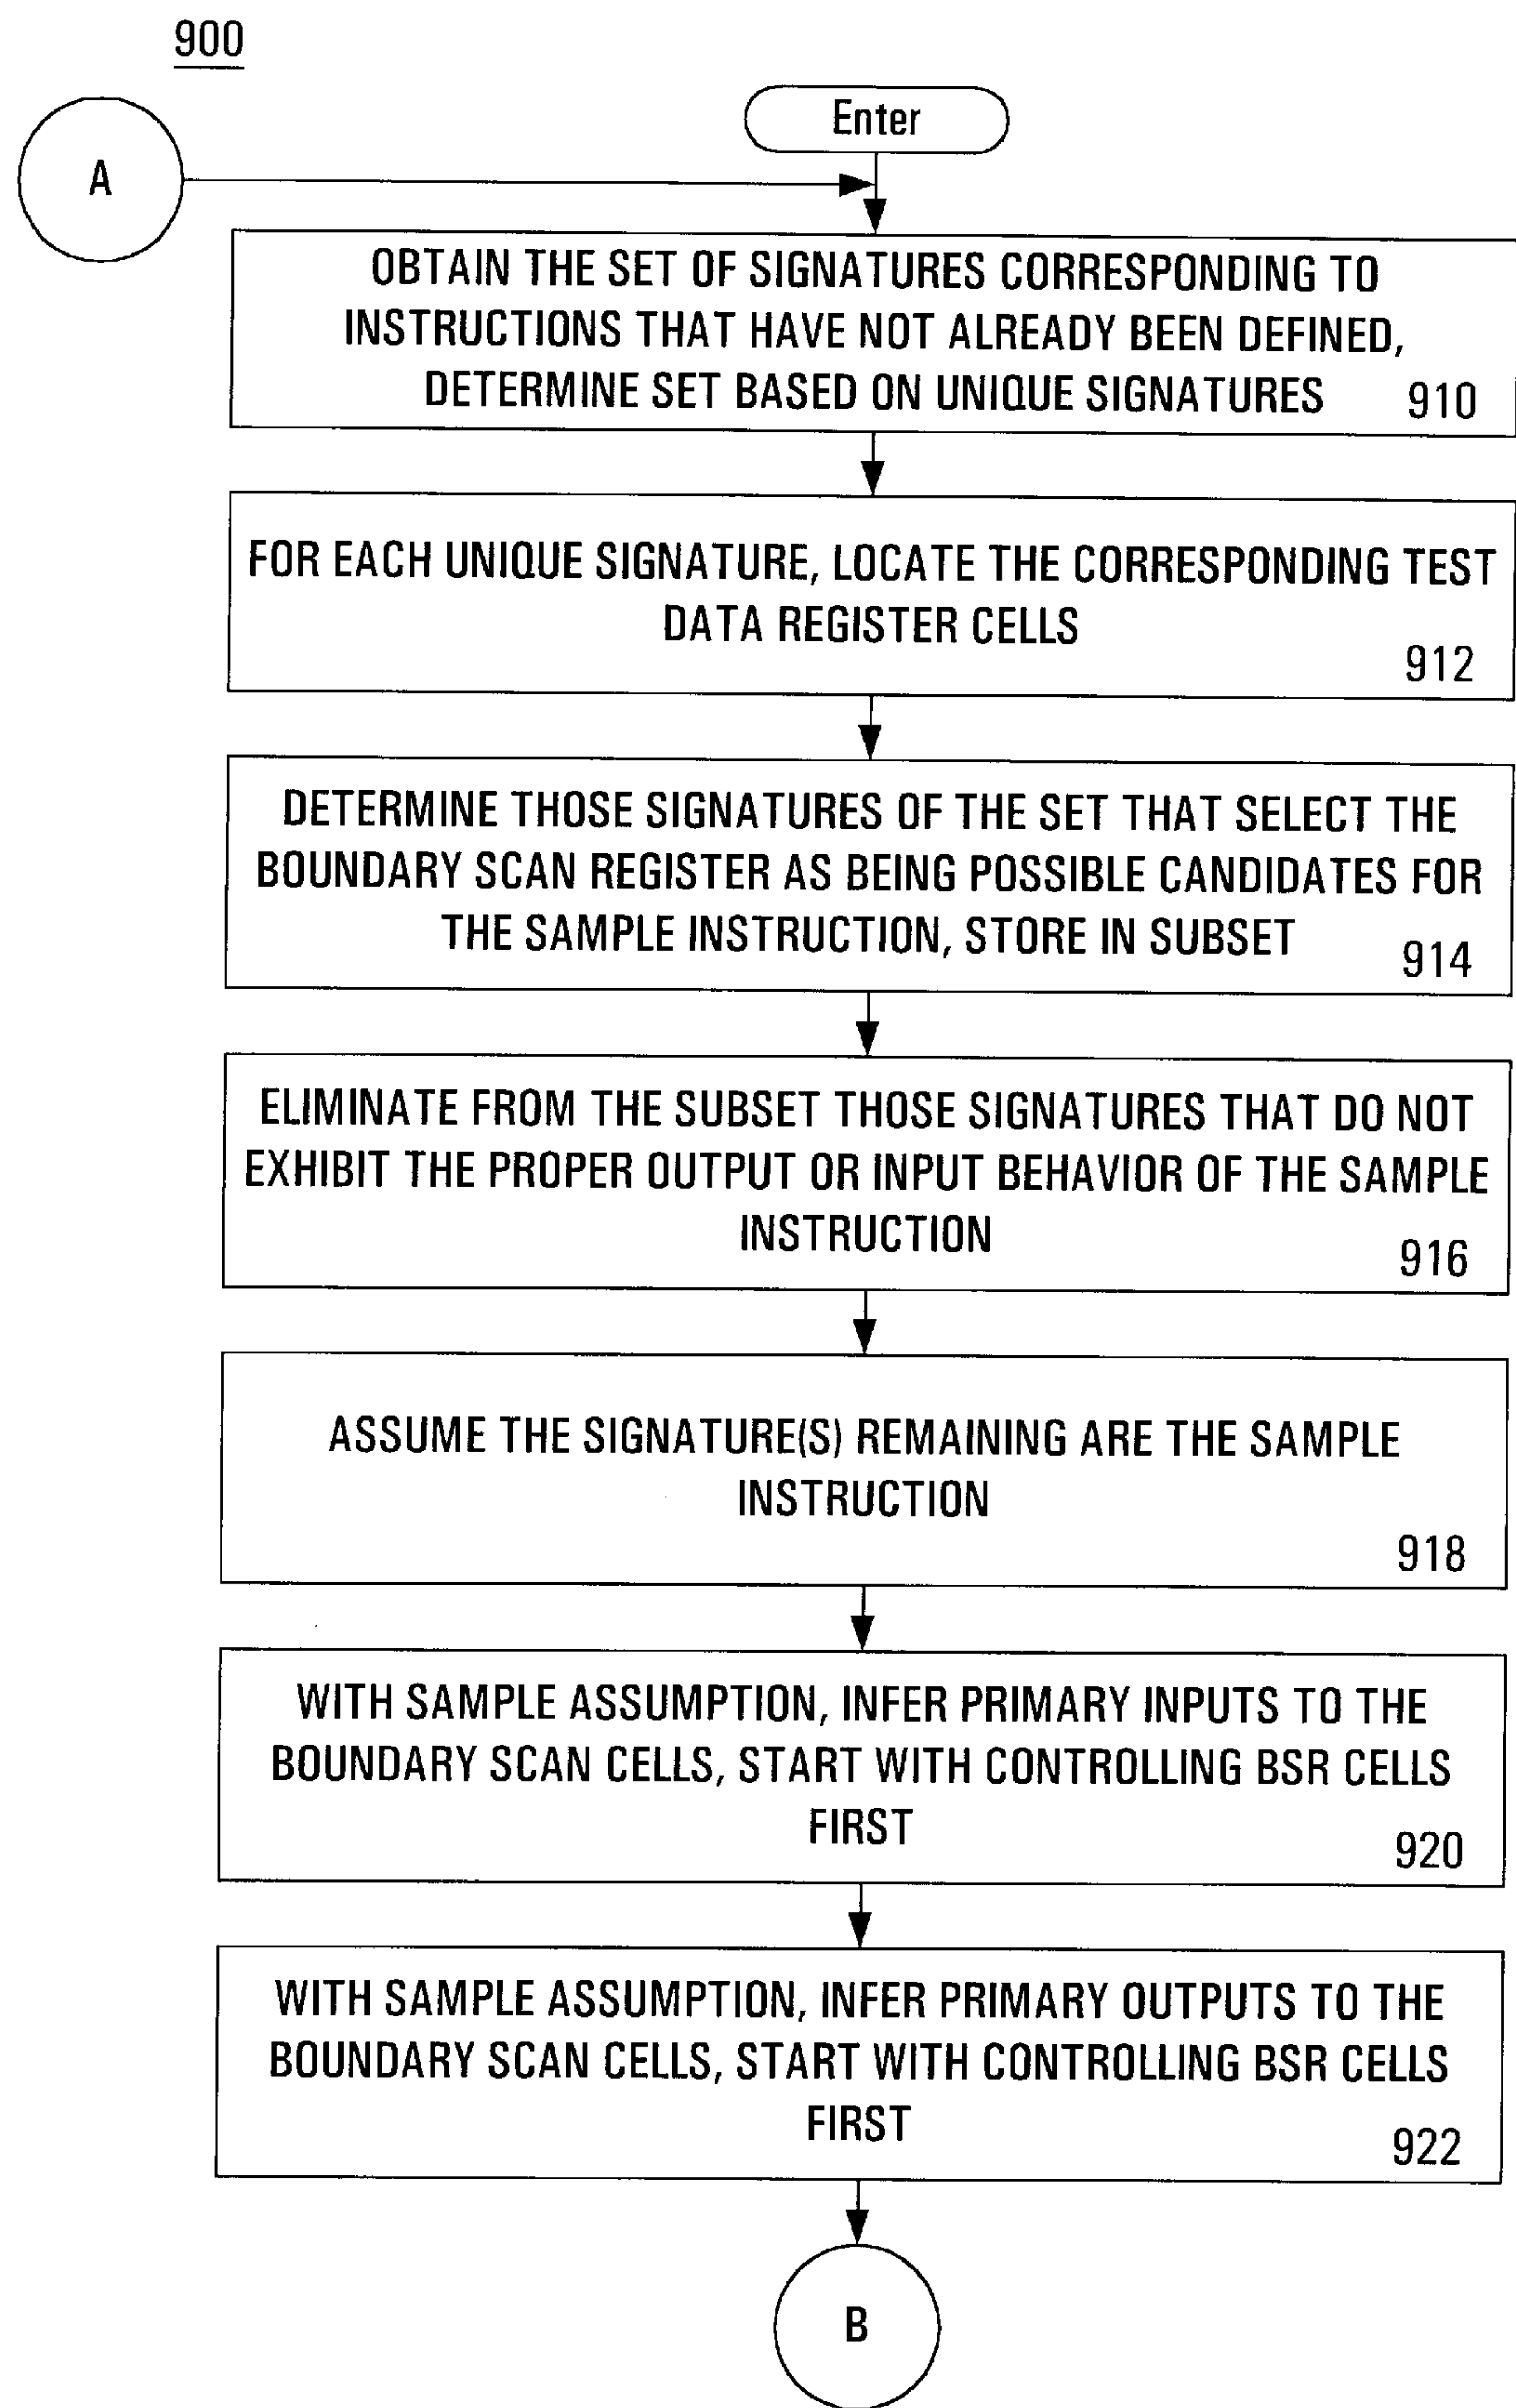 900
Enter
A
OBTAIN THE SET OF SIGNATURES CORRESPONDING TO
INSTRUCTIONS THAT HAVE NOT ALREADY BEEN DEFINED,
DETERMINE SET BASED ON UNIQUE SIGNATURES
910
FOR EACH UNIQUE SIGNATURE, LOCATE THE CORRESPONDING TEST
DATA REGISTER CELLS
912
DETERMINE THOSE SIGNATURES OF THE SET THAT SELECT THE
BOUNDARY SCAN REGISTER AS BEING POSSIBLE CANDIDATES FOR
THE SAMPLE INSTRUCTION, STORE IN SUBSET
914
ELIMINATE FROM THE SUBSET THOSE SIGNATURES THAT DO NOT
EXHIBIT THE PROPER OUTPUT OR INPUT BEHAVIOR OF THE SAMPLE
INSTRUCTION
916
ASSUME THE SIGNATURE(S) REMAINING ARE THE SAMPLE
INSTRUCTION
918
WITH SAMPLE ASSUMPTION, INFER PRIMARY INPUTS TO THE
BOUNDARY SCAN CELLS, START WITH CONTROLLING BSR CELLS
FIRST
920
WITH SAMPLE ASSUMPTION, INFER PRIMARY OUTPUTS TO THE
BOUNDARY SCAN CELLS, START WITH CONTROLLING BSR CELLS
FIRST
922
B